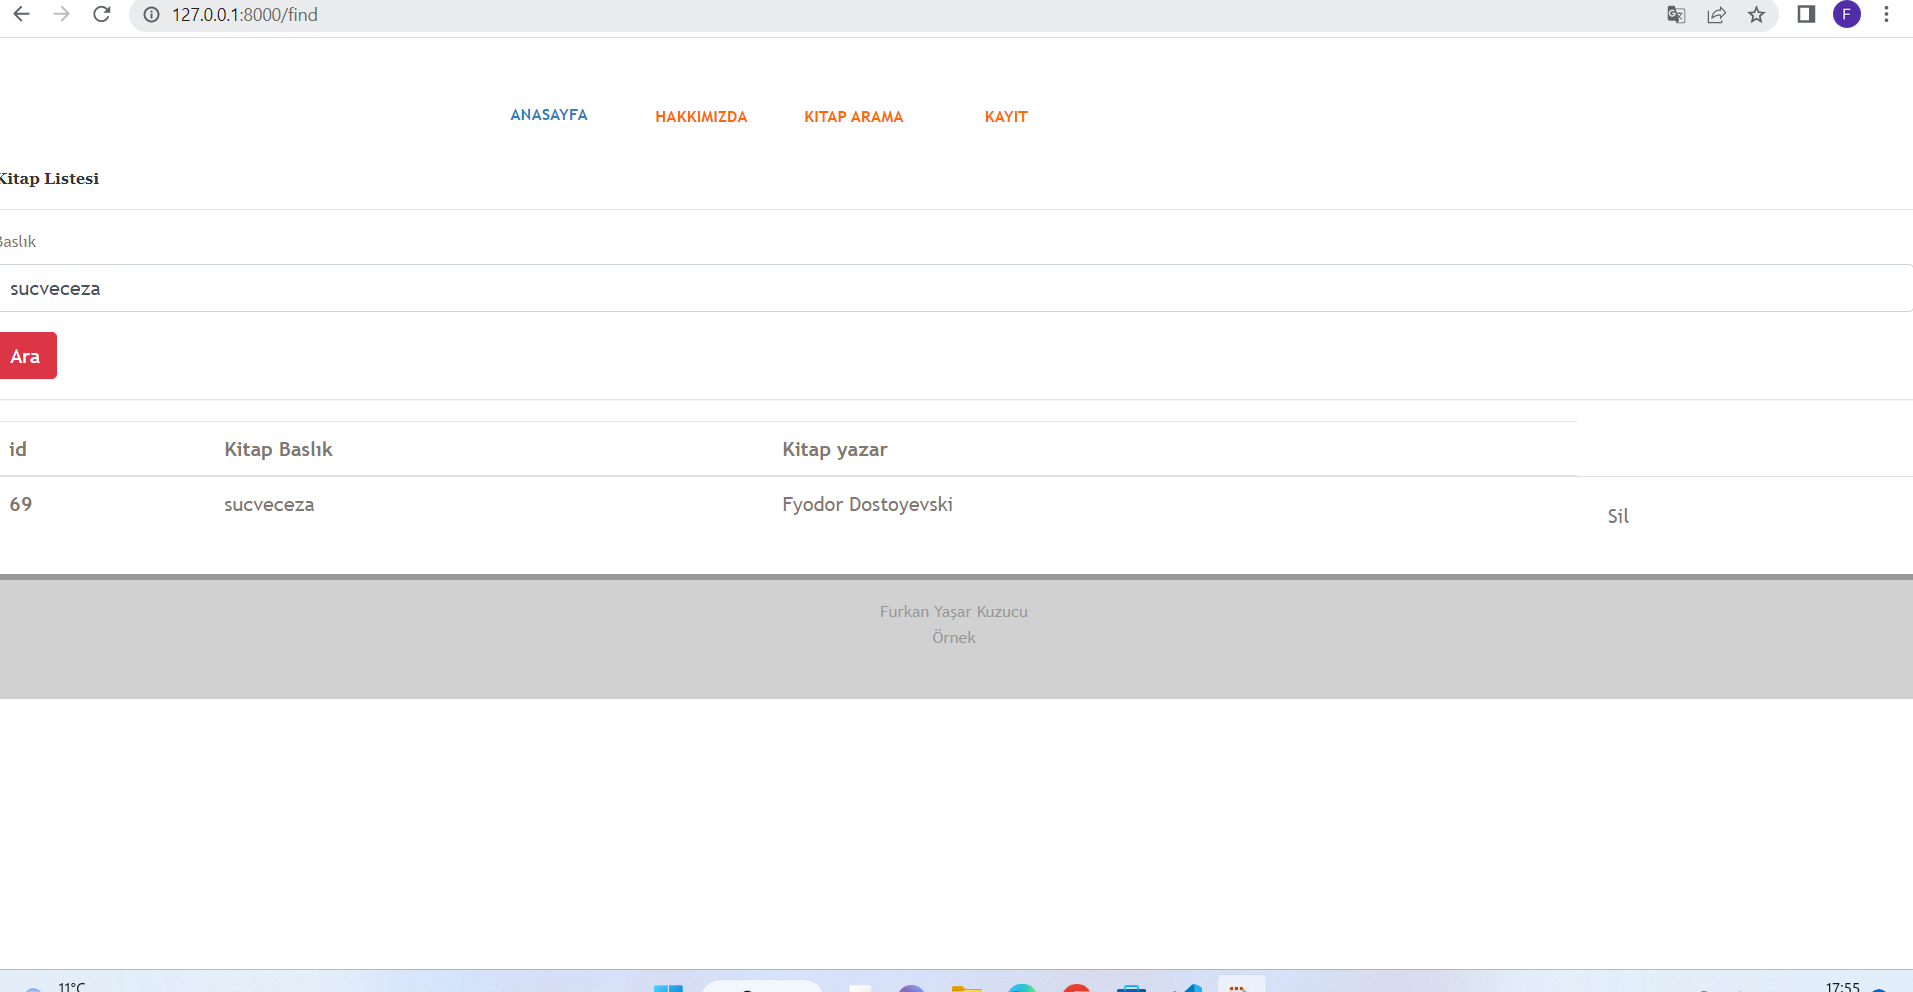 127.0.0.1:8000/find
F
ANASAYFA HAKKIMIZDA KITAP ARAMA KAYIT
Kitap Listesi
Baslık
sucveceza
Ara
id Kitap Baslık Kitap yazar
69 sucveceza Fyodor Dostoyevski Sil
Furkan Yaşar Kuzucu
Örnek
11°C 17:55